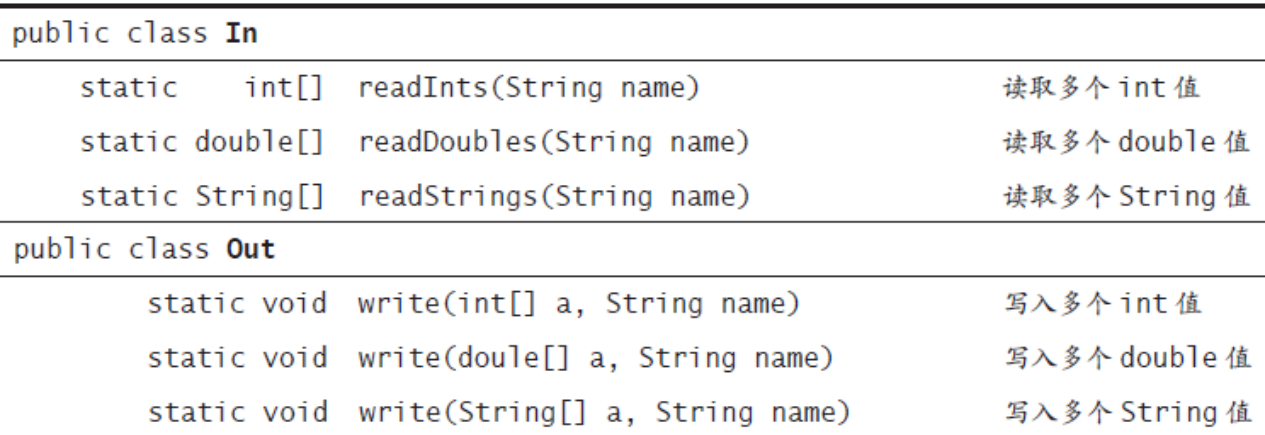 public class In
static int[] readInts(String name) 读取多个 int 值
static double[] readDoubles(String name) 读取多个 double 值
static String[] readStrings(String name) 读取多个 String 值
public class Out
static void write(int[] a, String name) 写入多个 int 值
static void write(doule[] a, String name) 写入多个 double 值
static void write(String[] a, String name) 写入多个 String 值